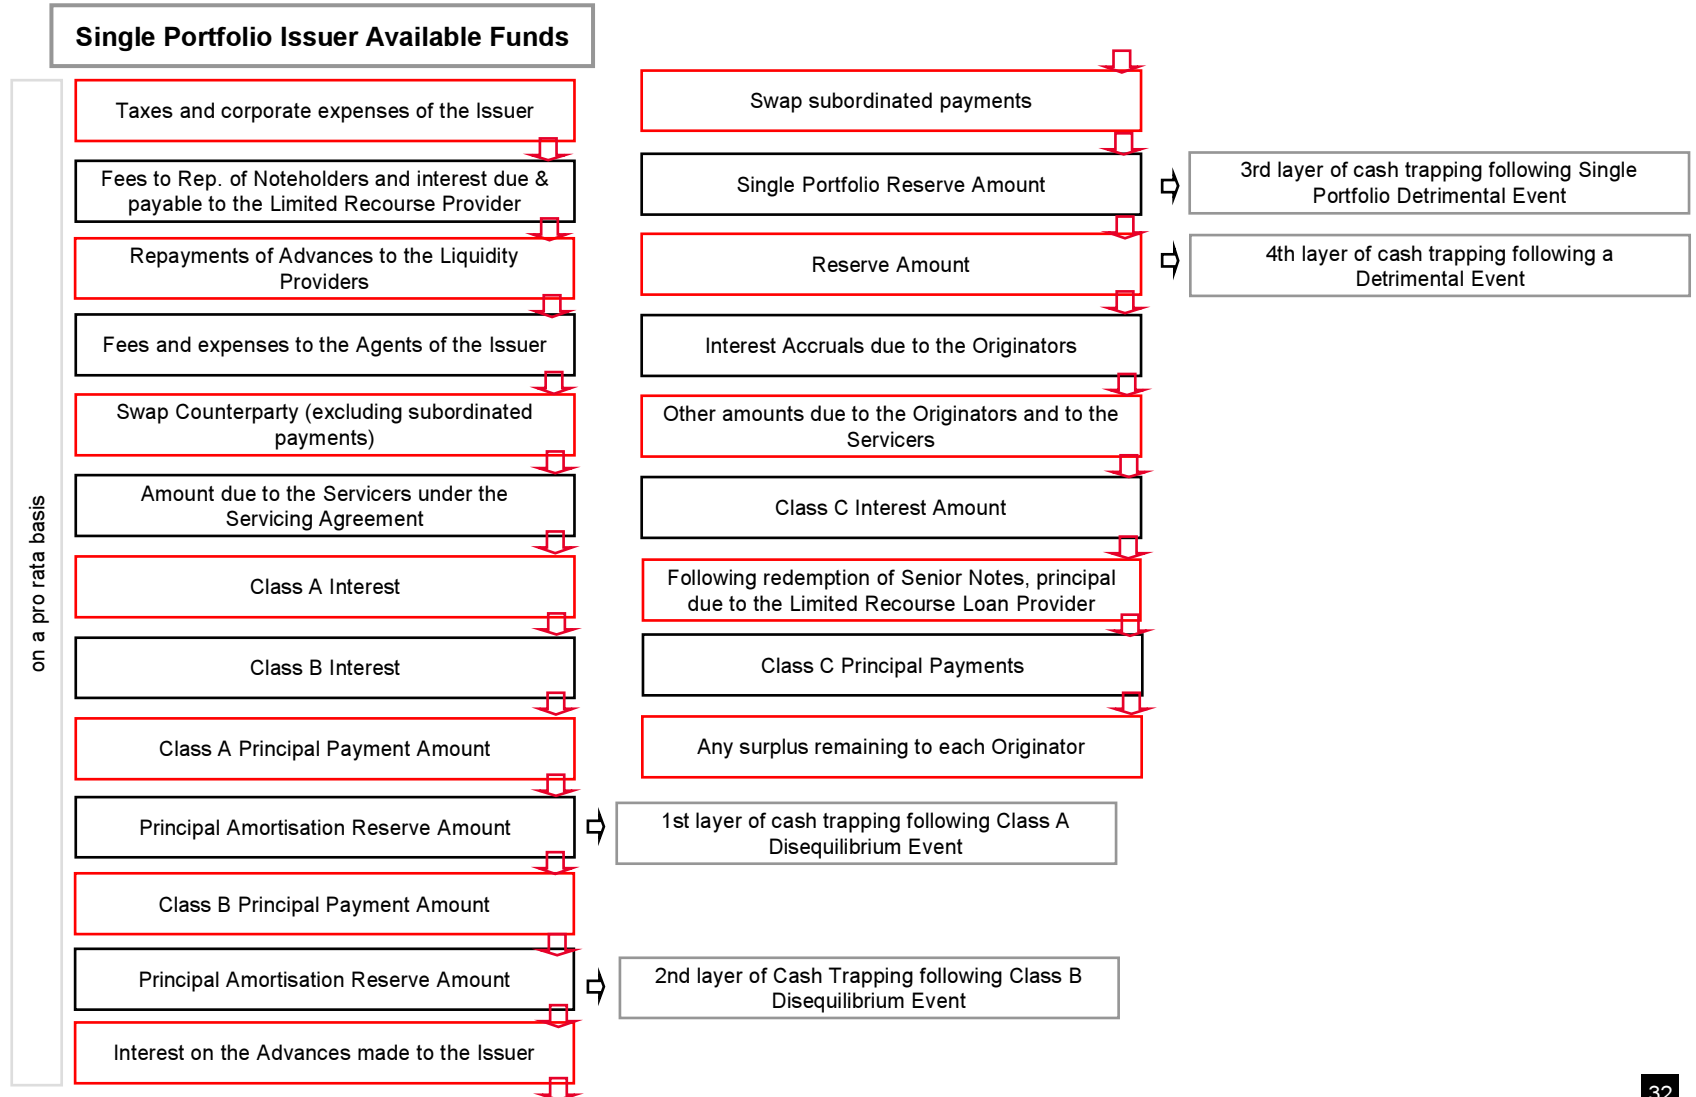 Single Portfolio Issuer Available Funds
on a pro rata basis
Taxes and corporate expenses of the Issuer
Fees to Rep. of Noteholders and interest due &
payable to the Limited Recourse Provider
Repayments of Advances to the Liquidity
Providers
Fees and expenses to the Agents of the Issuer
Swap Counterparty (excluding subordinated
payments)
Amount due to the Servicers under the
Servicing Agreement
Class A Interest
Class B Interest
Class A Principal Payment Amount
Principal Amortisation Reserve Amount
1st layer of cash trapping following Class A
Disequilibrium Event
Class B Principal Payment Amount
Principal Amortisation Reserve Amount
2nd layer of Cash Trapping following Class B
Disequilibrium Event
Interest on the Advances made to the Issuer
Swap subordinated payments
Single Portfolio Reserve Amount
3rd layer of cash trapping following Single
Portfolio Detrimental Event
Reserve Amount
4th layer of cash trapping following a
Detrimental Event
Interest Accruals due to the Originators
Other amounts due to the Originators and to the
Servicers
Class C Interest Amount
Following redemption of Senior Notes, principal
due to the Limited Recourse Loan Provider
Class C Principal Payments
Any surplus remaining to each Originator
32